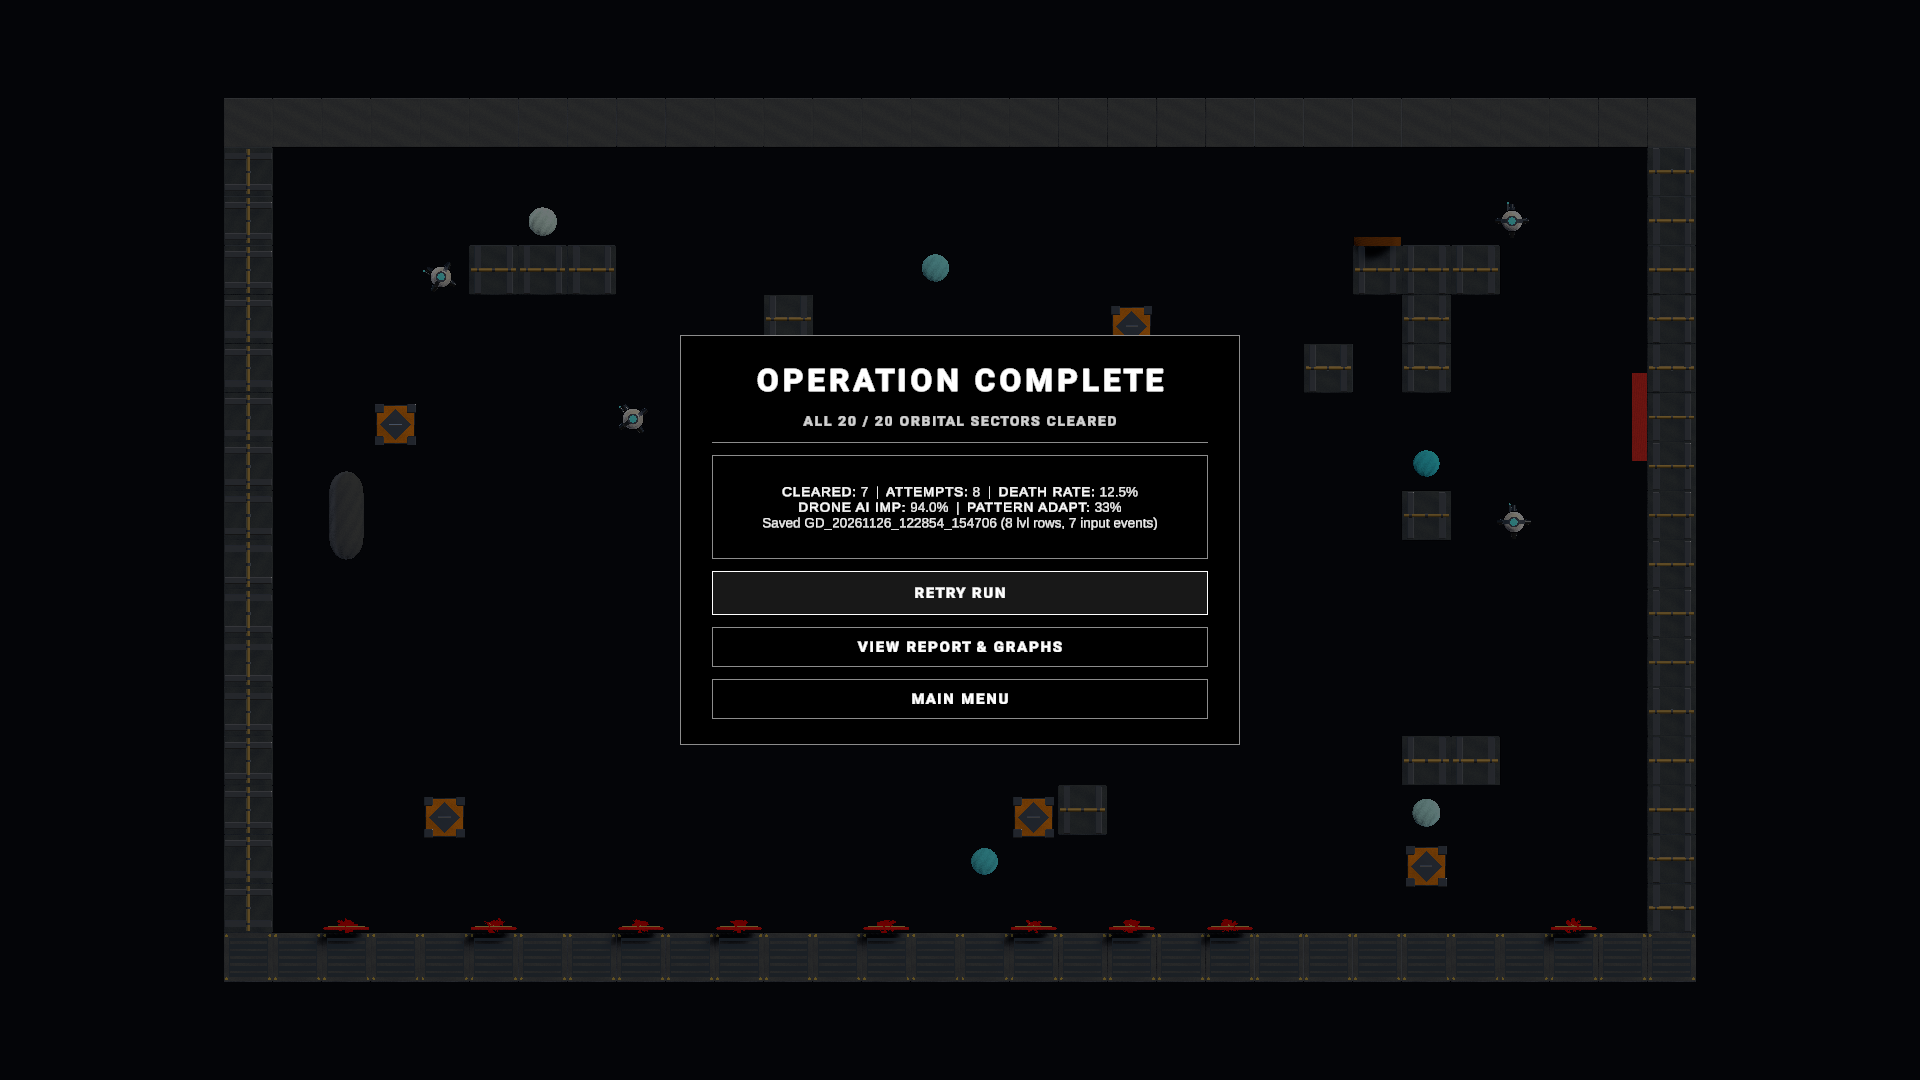 OPERATION COMPLETE
ALL 20 / 20 ORBITAL SECTORS CLEARED
CLEARED: 7 | ATTEMPTS: 8 | DEATH RATE: 12.5%
DRONE AI IMP: 94.0% | PATTERN ADAPT: 33%
Saved GD_20261126_122854_154706 (8 lvl rows, 7 input events)
RETRY RUN
VIEW REPORT & GRAPHS
MAIN MENU